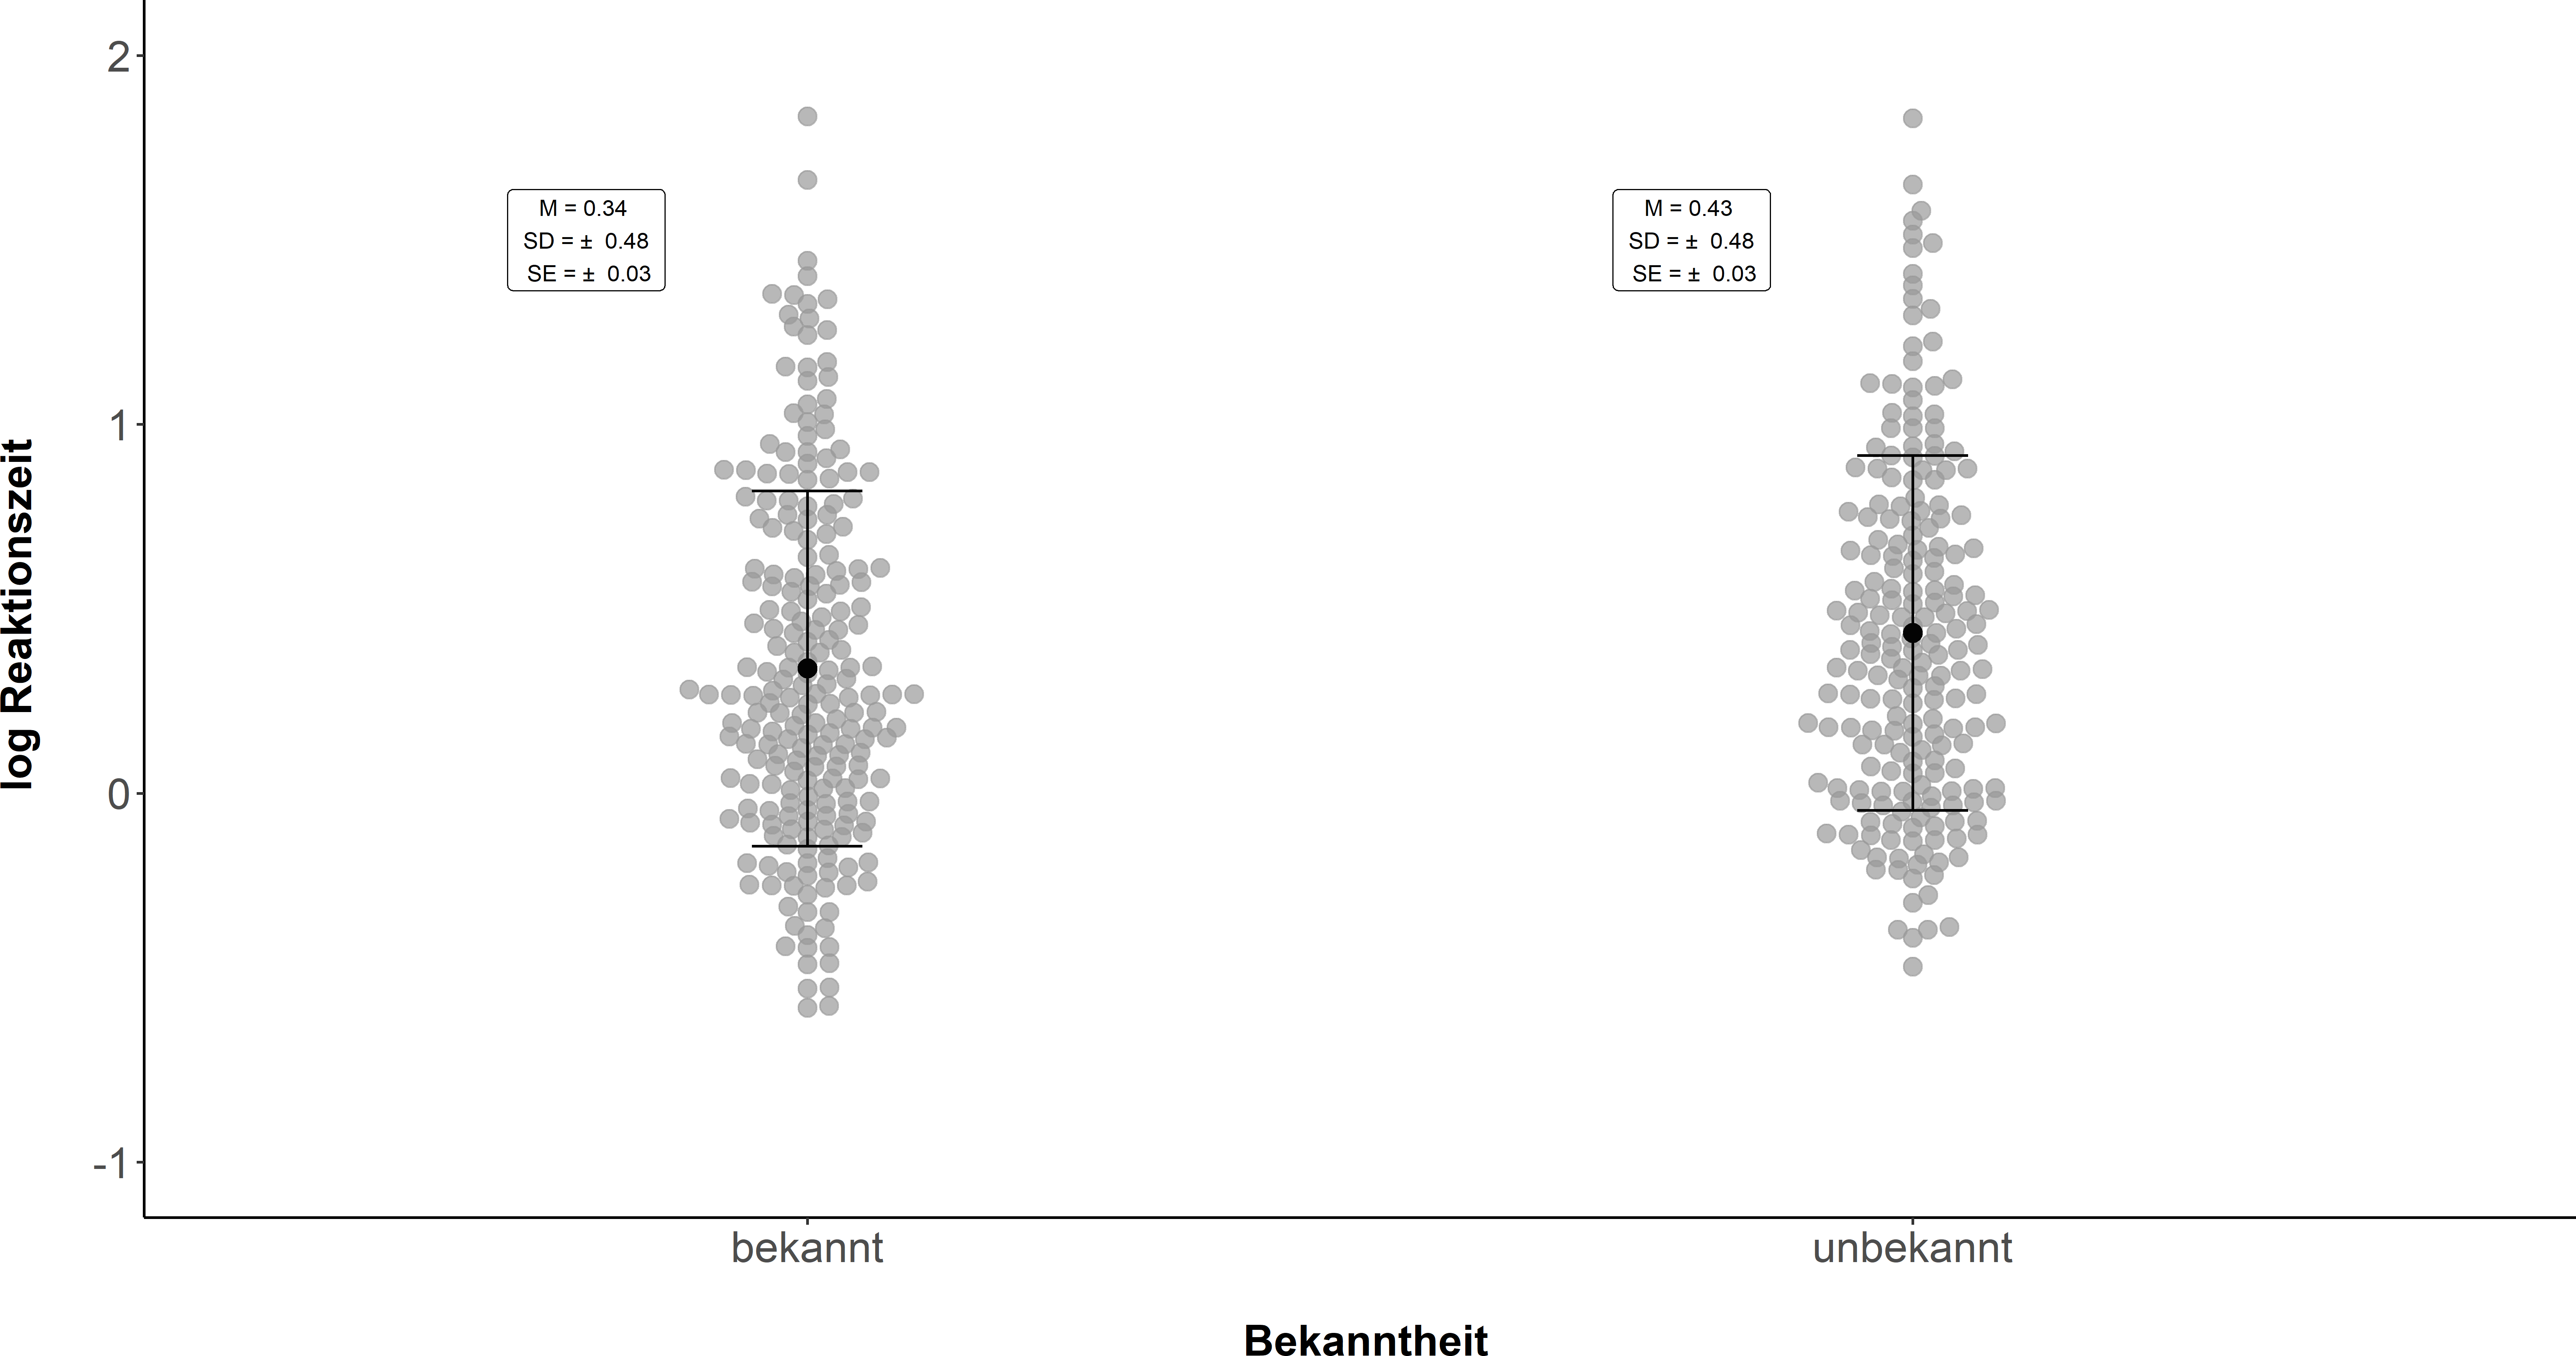 log Reaktionszeit
2
1
0
-1
M = 0.34
SD = ± 0.48
SE = ± 0.03
M = 0.43
SD = ± 0.48
SE = ± 0.03
bekannt
unbekannt
Bekanntheit